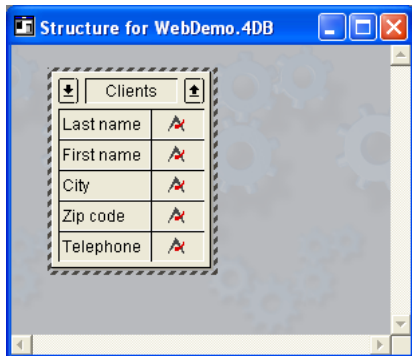 Structure for WebDemo.4DB
Clients
Last name
First name
City
Zip code
Telephone